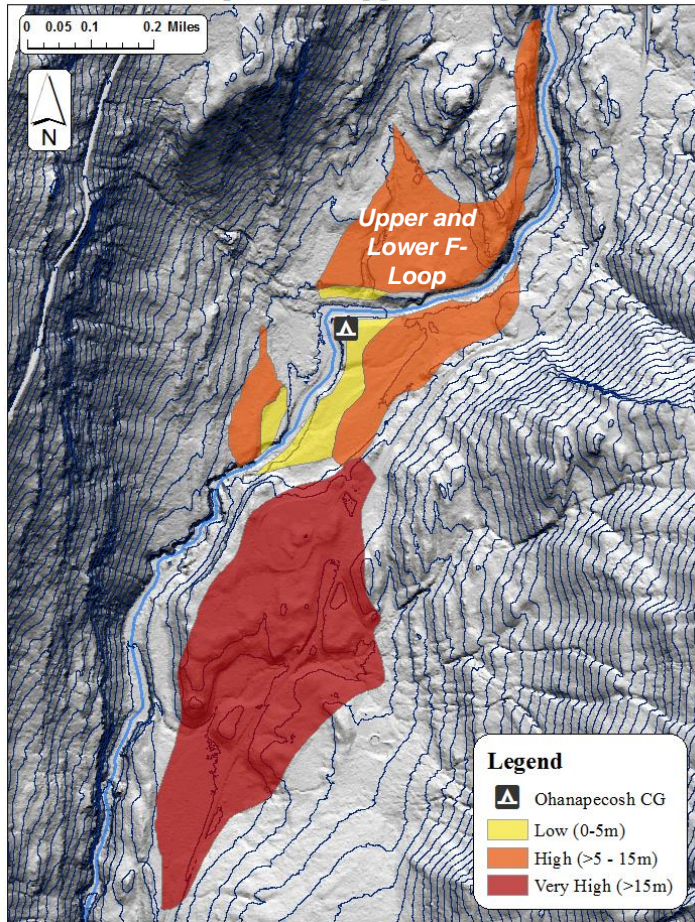 0 0.05 0.1 0.2 Miles
N
Upper and
Lower F-
Loop
Legend
Ohanapecosh CG
Low (0-5m)
High (>5 - 15m)
Very High (>15m)